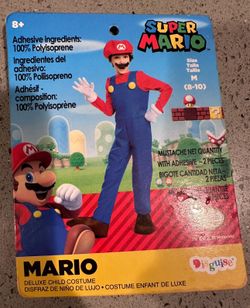 8+
Adhesive ingredients:
100% Polyisoprene
Ingredientes del
adhesivo:
100% Poliisopreno
Adhésif -
composition:
100% Polyisoprène
SUPER
MARIO
Size
Talla
Taille
M
(8-10)
MUSTACHE NET QUANTITY
WITH ADHESIVE - 2 PIECES
BIGOTE CANTIDAD NETA -
2 PIEZAS
MARIO
DELUXE CHILD COSTUME
DISFRAZ DE NIÑO DE LUJO • COSTUME ENFANT DE LUXE
Disguise